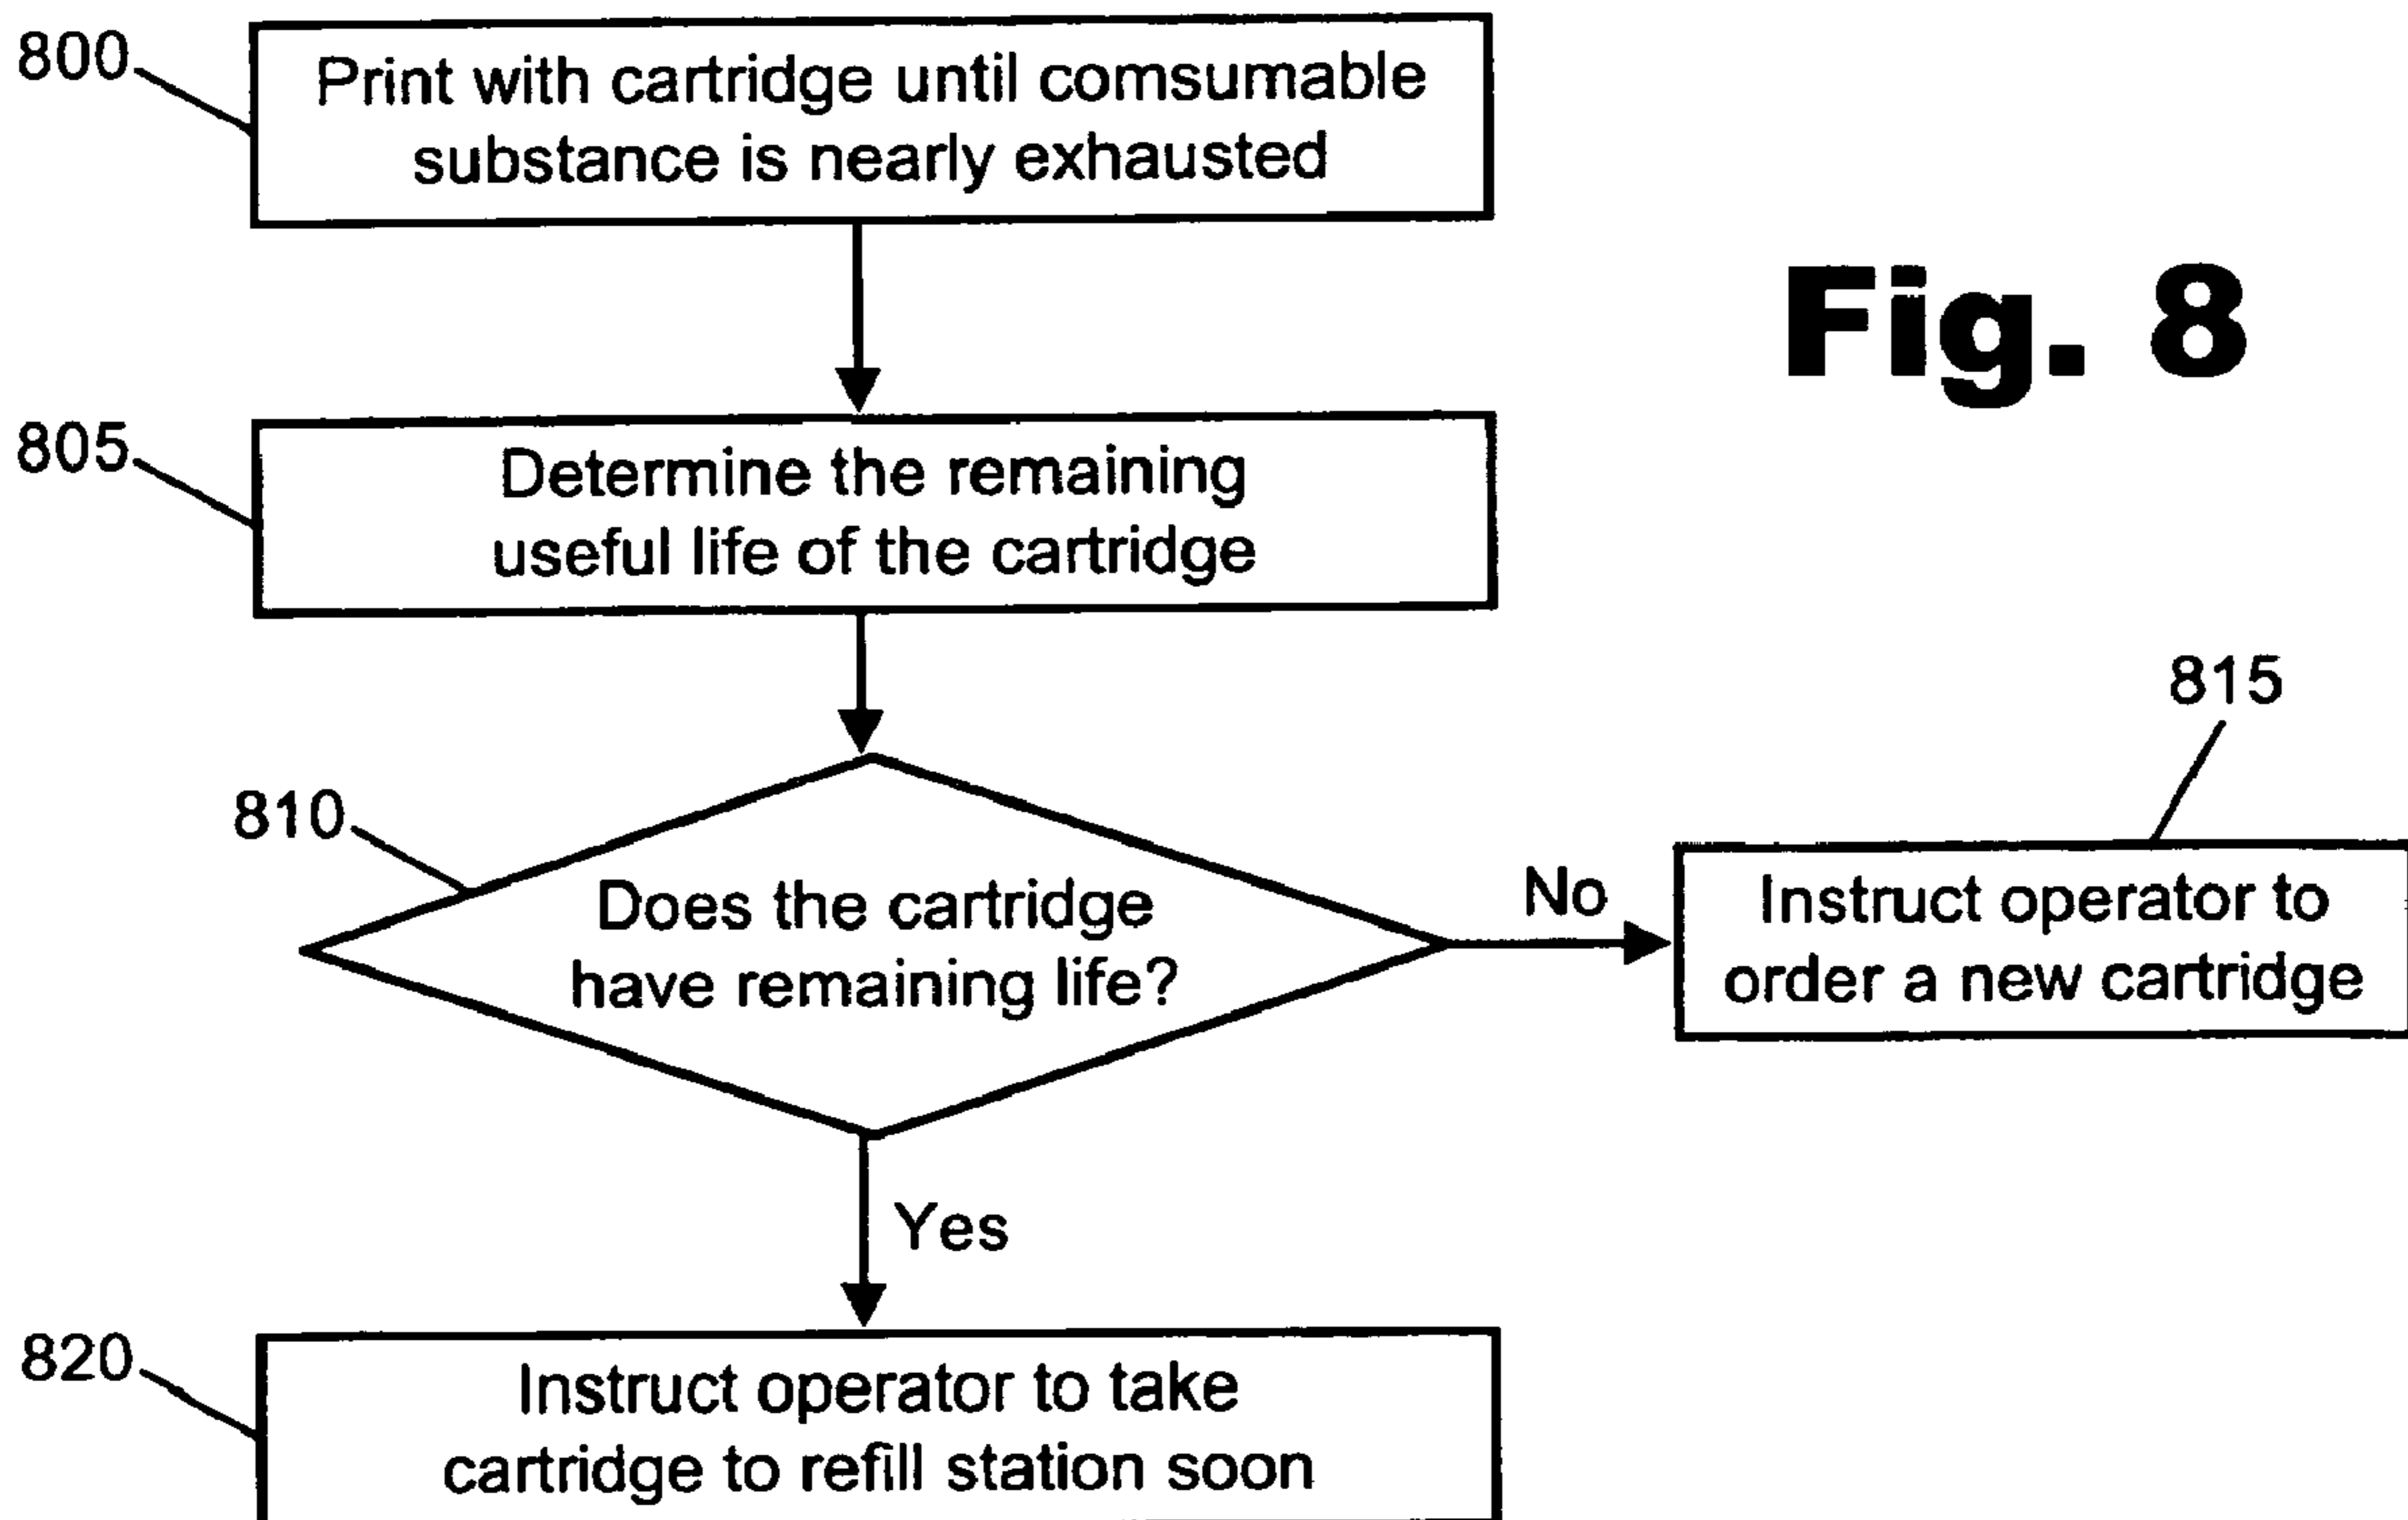 800
Print with cartridge until comsumable
substance is nearly exhausted
Fig. 8
805
Determine the remaining
useful life of the cartridge
815
810
Does the cartridge
have remaining life?
No
Instruct operator to
order a new cartridge
Yes
820
Instruct operator to take
cartridge to refill station soon